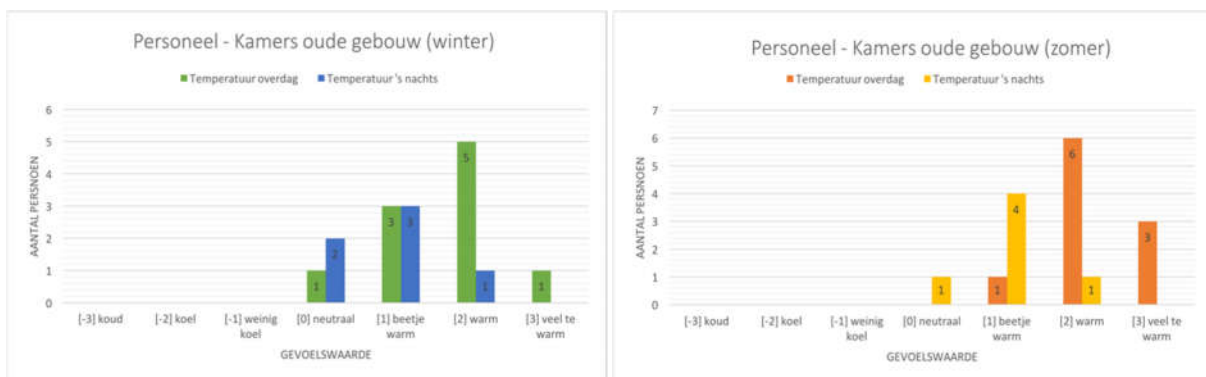 Personeel - Kamers oude gebouw (winter)
Temperatuur overdag Temperatuur 's nachts
6
5
4
3
2
1
0
AANTAL PERSNOEN
1
2
3
3
5
1
1
[-3] koud [-2] koel [-1] weinig koel [0] neutraal [1] beetje warm [2] warm [3] veel te warm
GEVOELSWAARDE
Personeel - Kamers oude gebouw (zomer)
Temperatuur overdag Temperatuur 's nachts
7
6
5
4
3
2
1
0
AANTAL PERSNOEN
1
1
4
6
1
3
[-3] koud [-2] koel [-1] weinig koel [0] neutraal [1] beetje warm [2] warm [3] veel te warm
GEVOELSWAARDE